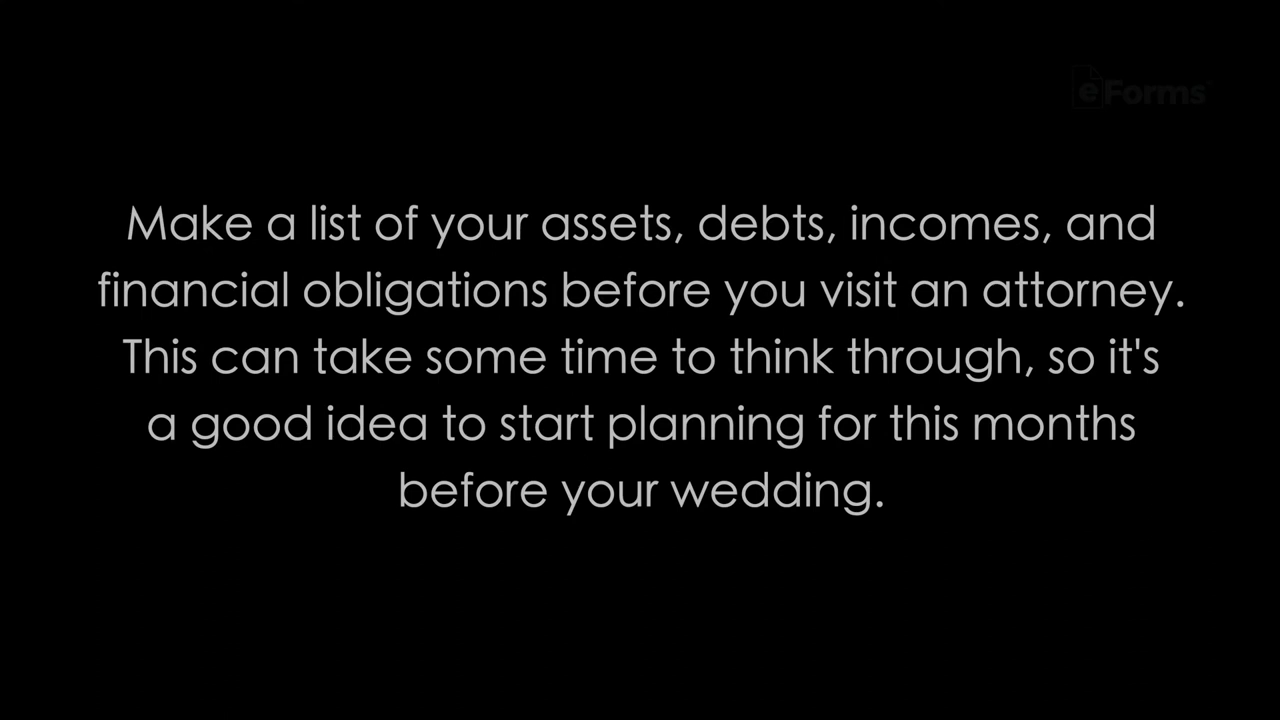 eForms
Make a list of your assets, debts, incomes, and
financial obligations before you visit an attorney.
This can take some time to think through, so it's
a good idea to start planning for this months
before your wedding.